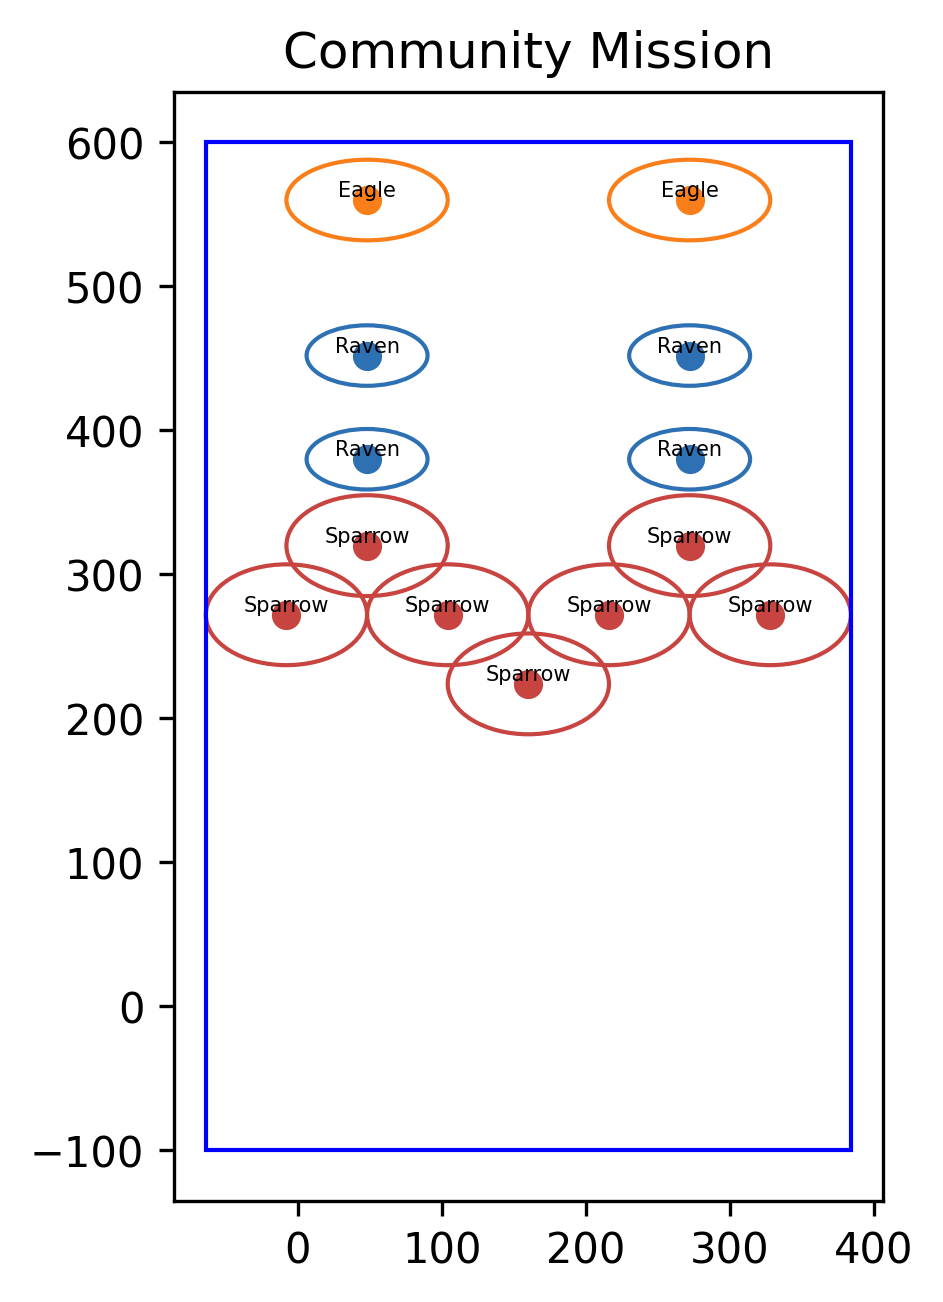 Community Mission
600
Eagle Eagle
500
Raven Raven
400
Raven Raven
Sparrow Sparrow
300
Sparrow Sparrow Sparrow Sparrow
Sparrow
200
100
0
−100
0 100 200 300 400